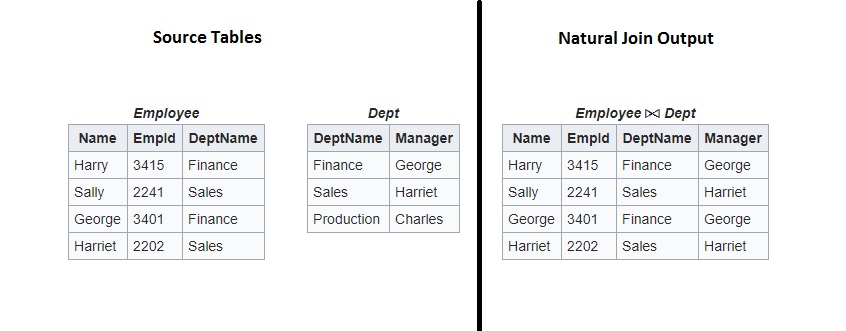 Source Tables
Natural Join Output
Employee
Name EmpId DeptName
Harry 3415 Finance
Sally 2241 Sales
George 3401 Finance
Harriet 2202 Sales
Dept
DeptName Manager
Finance George
Sales Harriet
Production Charles
Employee ⋈ Dept
Name EmpId DeptName Manager
Harry 3415 Finance George
Sally 2241 Sales Harriet
George 3401 Finance George
Harriet 2202 Sales Harriet